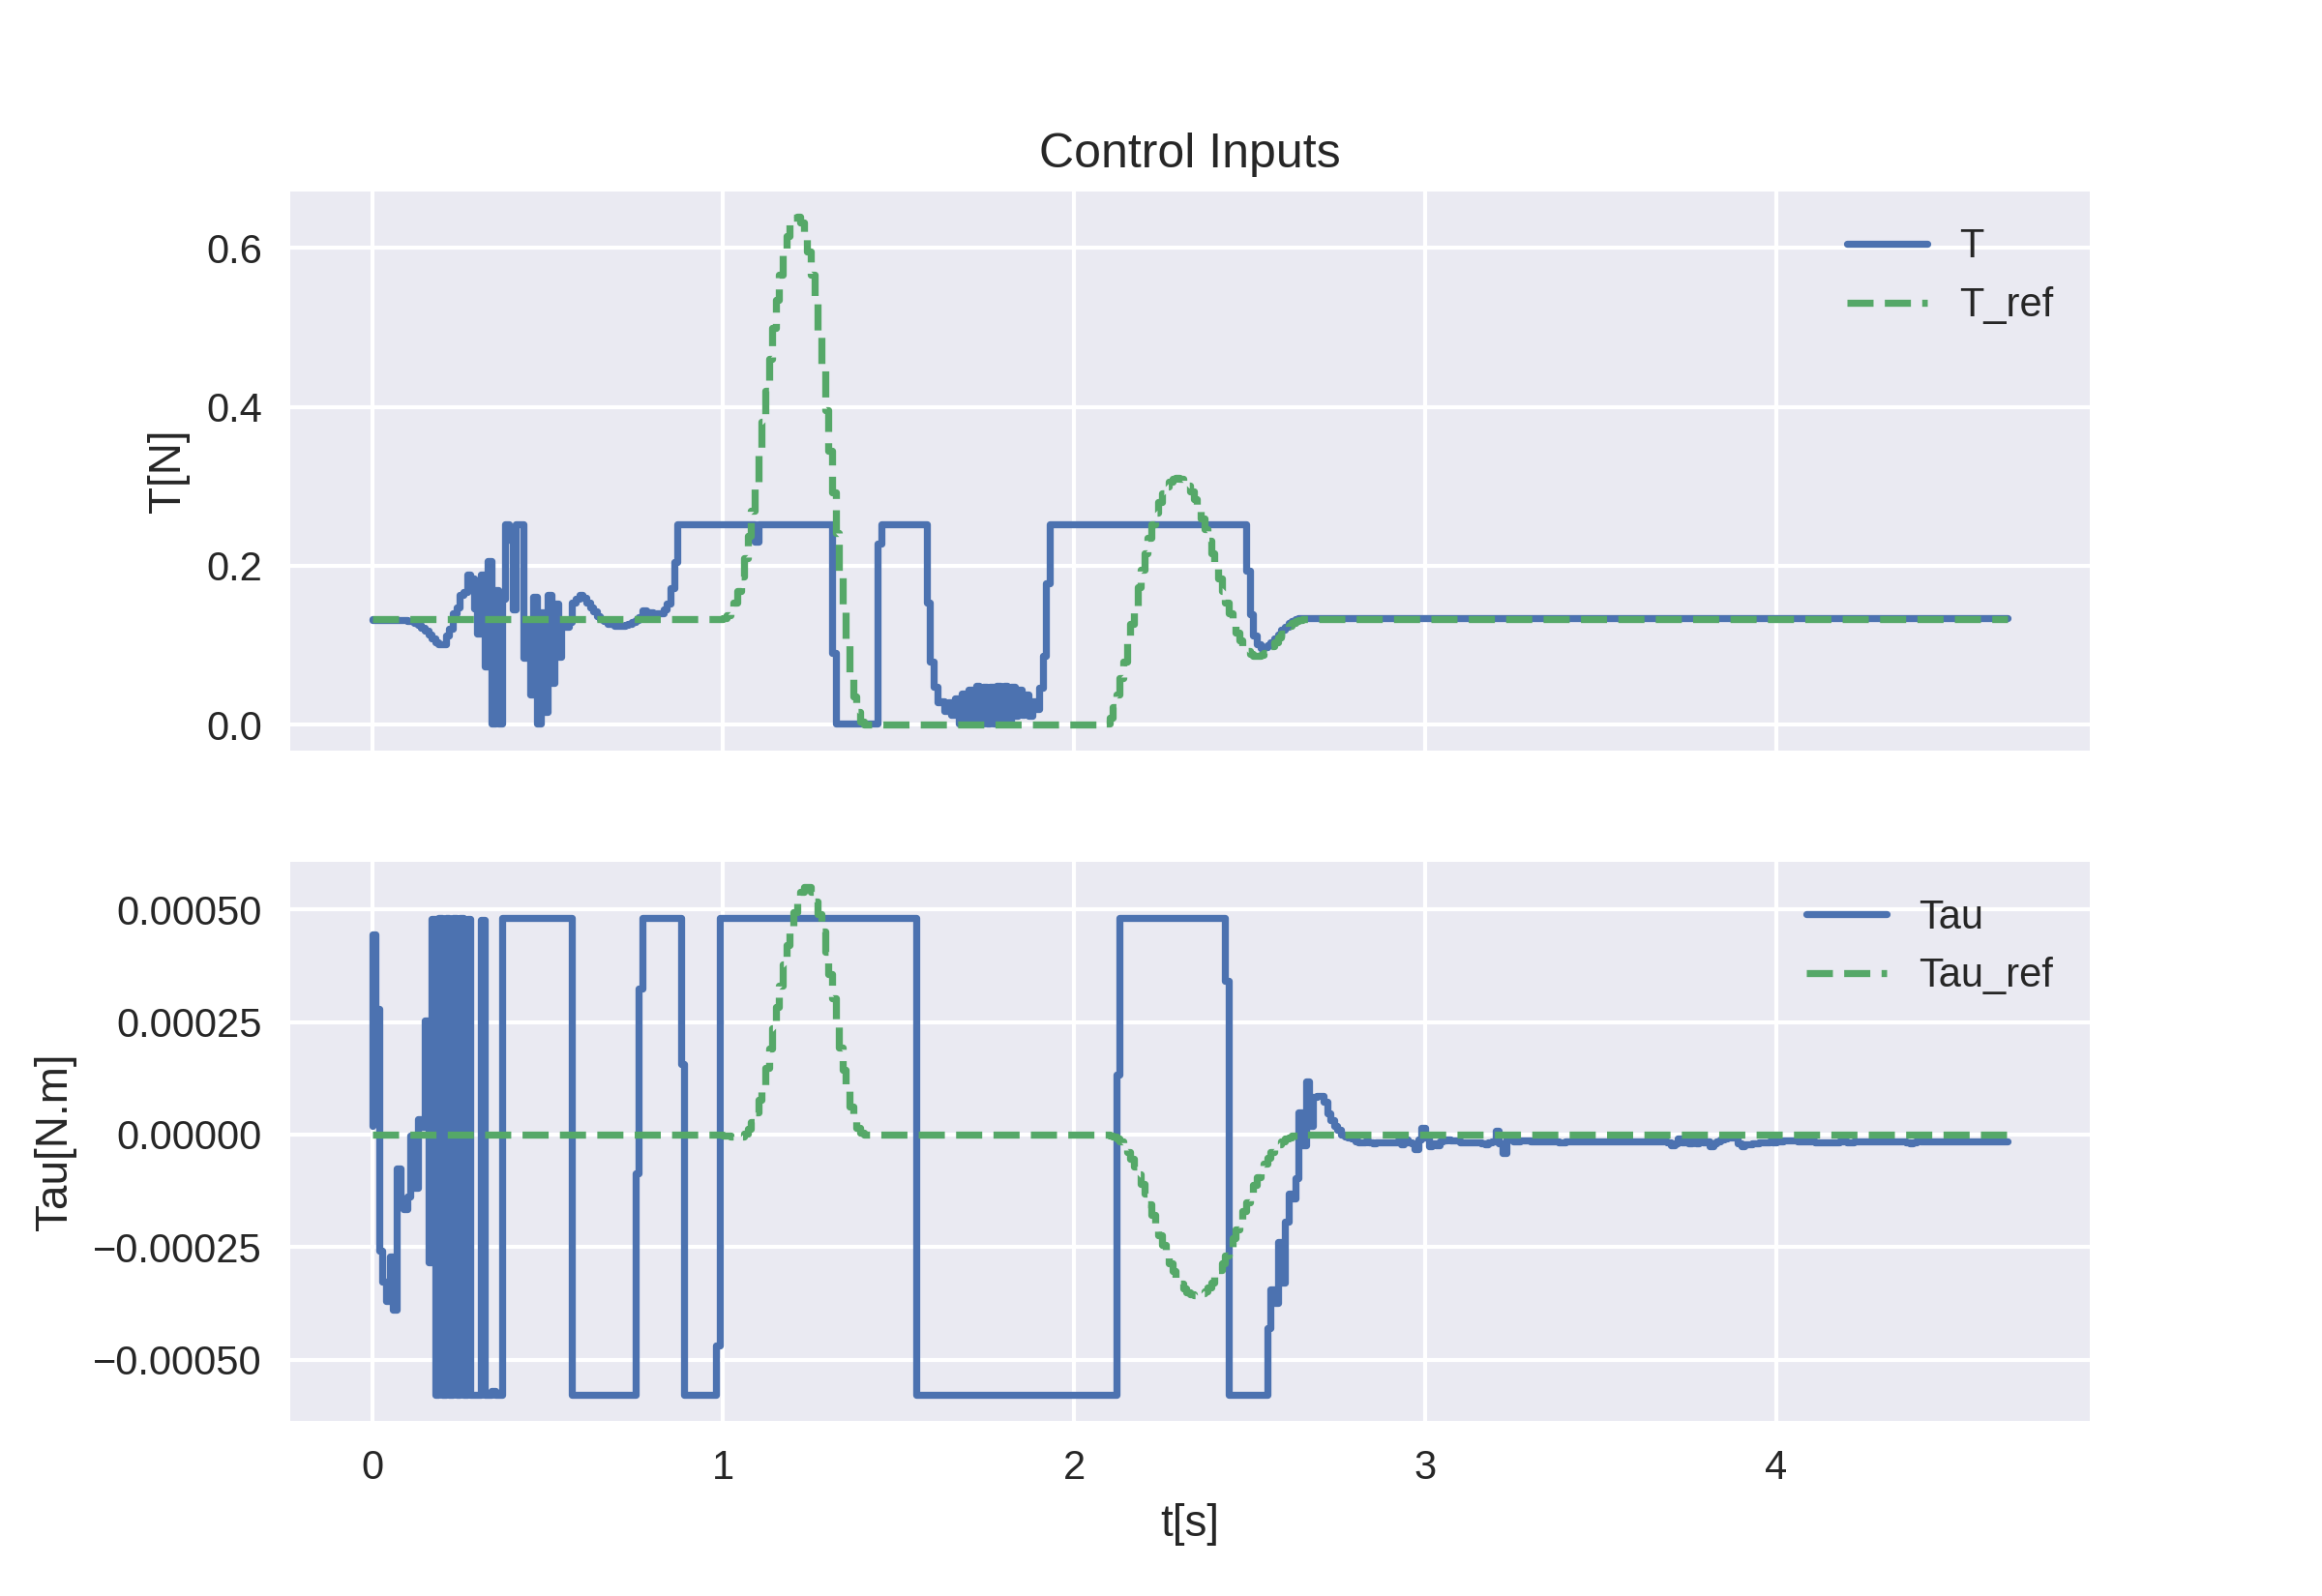 Control Inputs
T[N]
0.6
0.4
0.2
0.0
T
T_ref
Tau[N.m]
0.00050
0.00025
0.00000
−0.00025
−0.00050
Tau
Tau_ref
0 1 2 3 4
t[s]